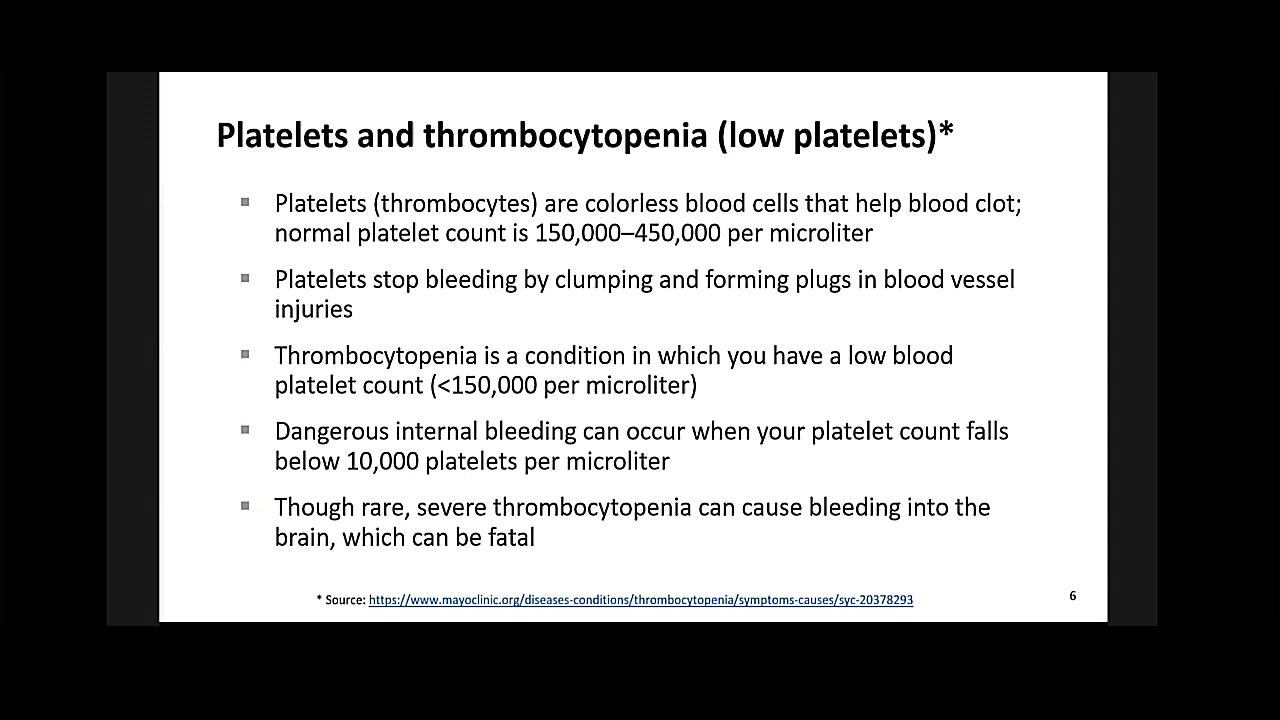 Platelets and thrombocytopenia (low platelets)*
▪ Platelets (thrombocytes) are colorless blood cells that help blood clot;
normal platelet count is 150,000–450,000 per microliter
▪ Platelets stop bleeding by clumping and forming plugs in blood vessel
injuries
▪ Thrombocytopenia is a condition in which you have a low blood
platelet count (<150,000 per microliter)
▪ Dangerous internal bleeding can occur when your platelet count falls
below 10,000 platelets per microliter
▪ Though rare, severe thrombocytopenia can cause bleeding into the
brain, which can be fatal
* Source: https://www.mayoclinic.org/diseases-conditions/thrombocytopenia/symptoms-causes/syc-20378293
6